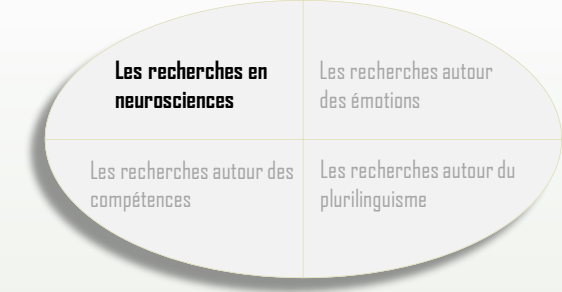 Les recherches en
neurosciences
Les recherches autour
des émotions
Les recherches autour des
compétences
Les recherches autour du
plurilinguisme